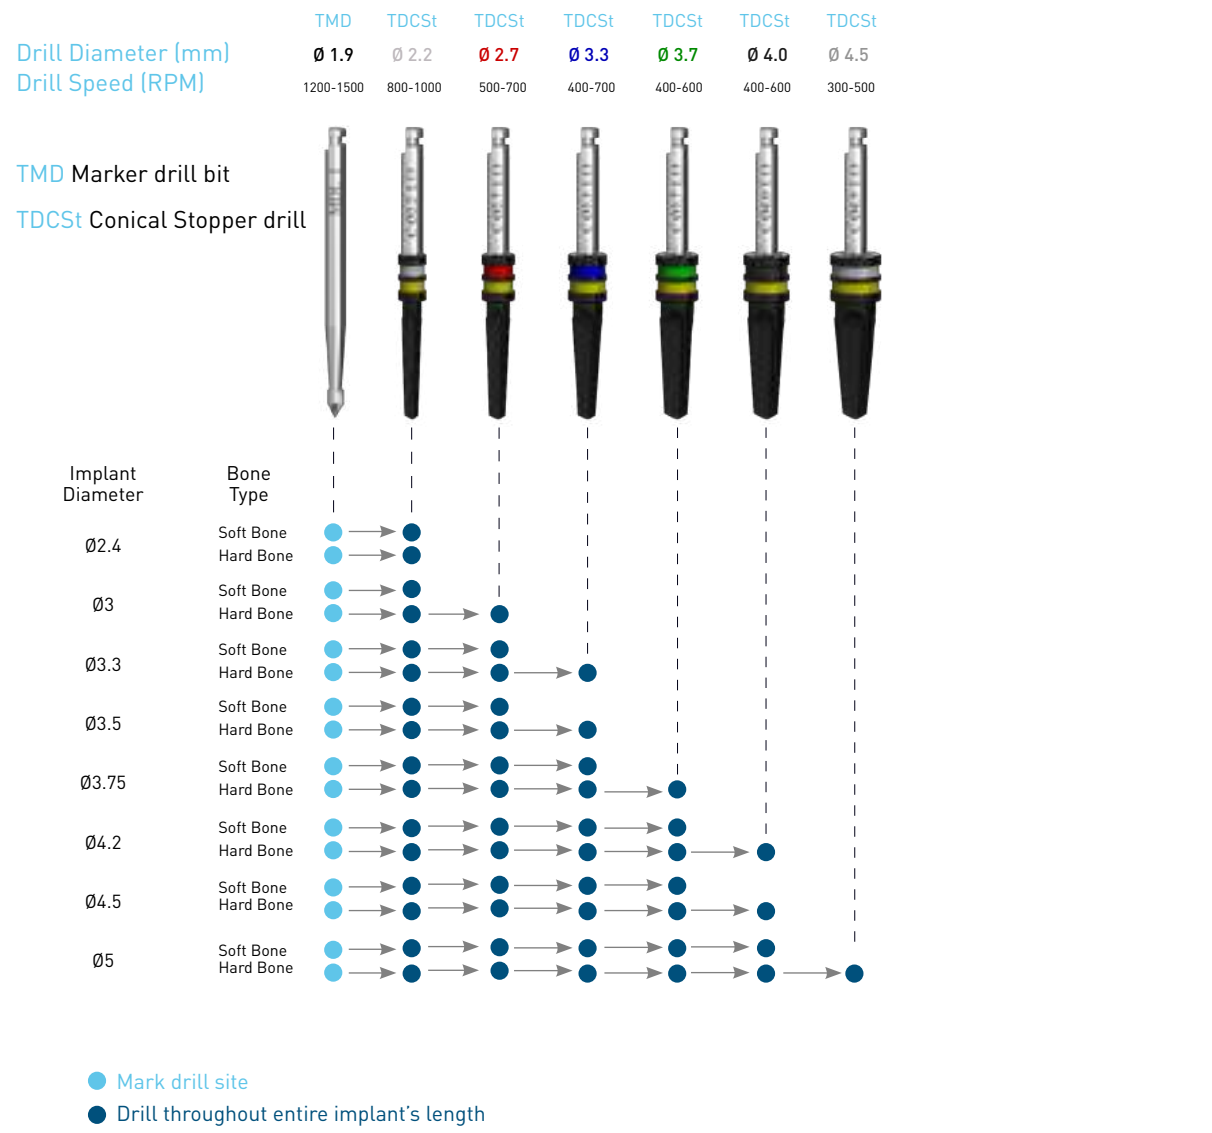 TMD TDCSt TDCSt TDCSt TDCSt TDCSt TDCSt
Drill Diameter (mm) Ø 1.9 Ø 2.2 Ø 2.7 Ø 3.3 Ø 3.7 Ø 4.0 Ø 4.5
Drill Speed (RPM) 1200-1500 800-1000 500-700 400-700 400-600 400-600 300-500
TMD Marker drill bit
TDCSt Conical Stopper drill
Implant Diameter
Bone Type
Ø2.4
Soft Bone
Hard Bone
Ø3
Soft Bone
Hard Bone
Ø3.3
Soft Bone
Hard Bone
Ø3.5
Soft Bone
Hard Bone
Ø3.75
Soft Bone
Hard Bone
Ø4.2
Soft Bone
Hard Bone
Ø4.5
Soft Bone
Hard Bone
Ø5
Soft Bone
Hard Bone
Mark drill site
Drill throughout entire implant's length